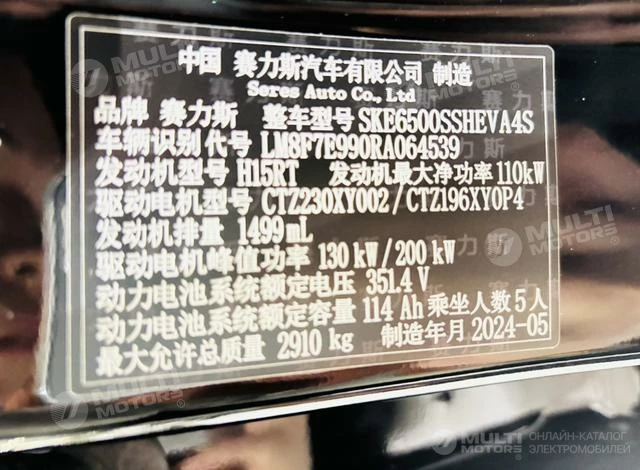 中国 赛力斯汽车有限公司 制造
Seres Auto Co., Ltd
品牌 赛力斯 整车型号 SKE6500SSHEVA4S
车辆识别代号 LM8F7E990RA064539
发动机型号 H15RT 发动机最大净功率 110kW
驱动电机型号 CTZ230XY002 / CTZ196XY0P4
发动机排量 1499mL
驱动电机峰值功率 130 kW / 200 kW
动力电池系统额定电压 351.4 V
动力电池系统额定容量 114 Ah 乘坐人数 5 人
最大允许总质量 2910 kg 制造年月 2024-05
MULTI MOTORS
ОНЛАЙН-КАТАЛОГ
ЭЛЕКТРОМОБИЛЕЙ